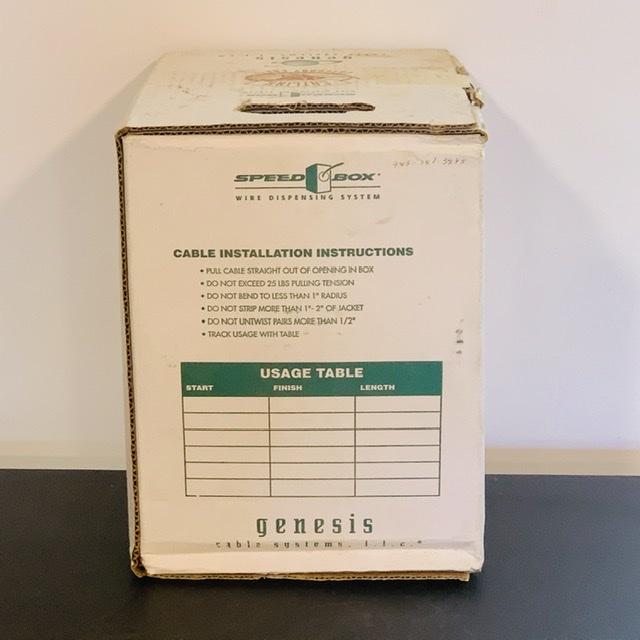 genesis
SPEED BOX
WIRE DISPENSING SYSTEM
CABLE INSTALLATION INSTRUCTIONS
• PULL CABLE STRAIGHT OUT OF OPENING IN BOX
• DO NOT EXCEED 25 LBS PULLING TENSION
• DO NOT BEND TO LESS THAN 1" RADIUS
• DO NOT STRIP MORE THAN 1"- 2" OF JACKET
• DO NOT UNTWIST PAIRS MORE THAN 1/2"
• TRACK USAGE WITH TABLE
USAGE TABLE
START FINISH LENGTH
genesis
cable systems, l.l.c.®